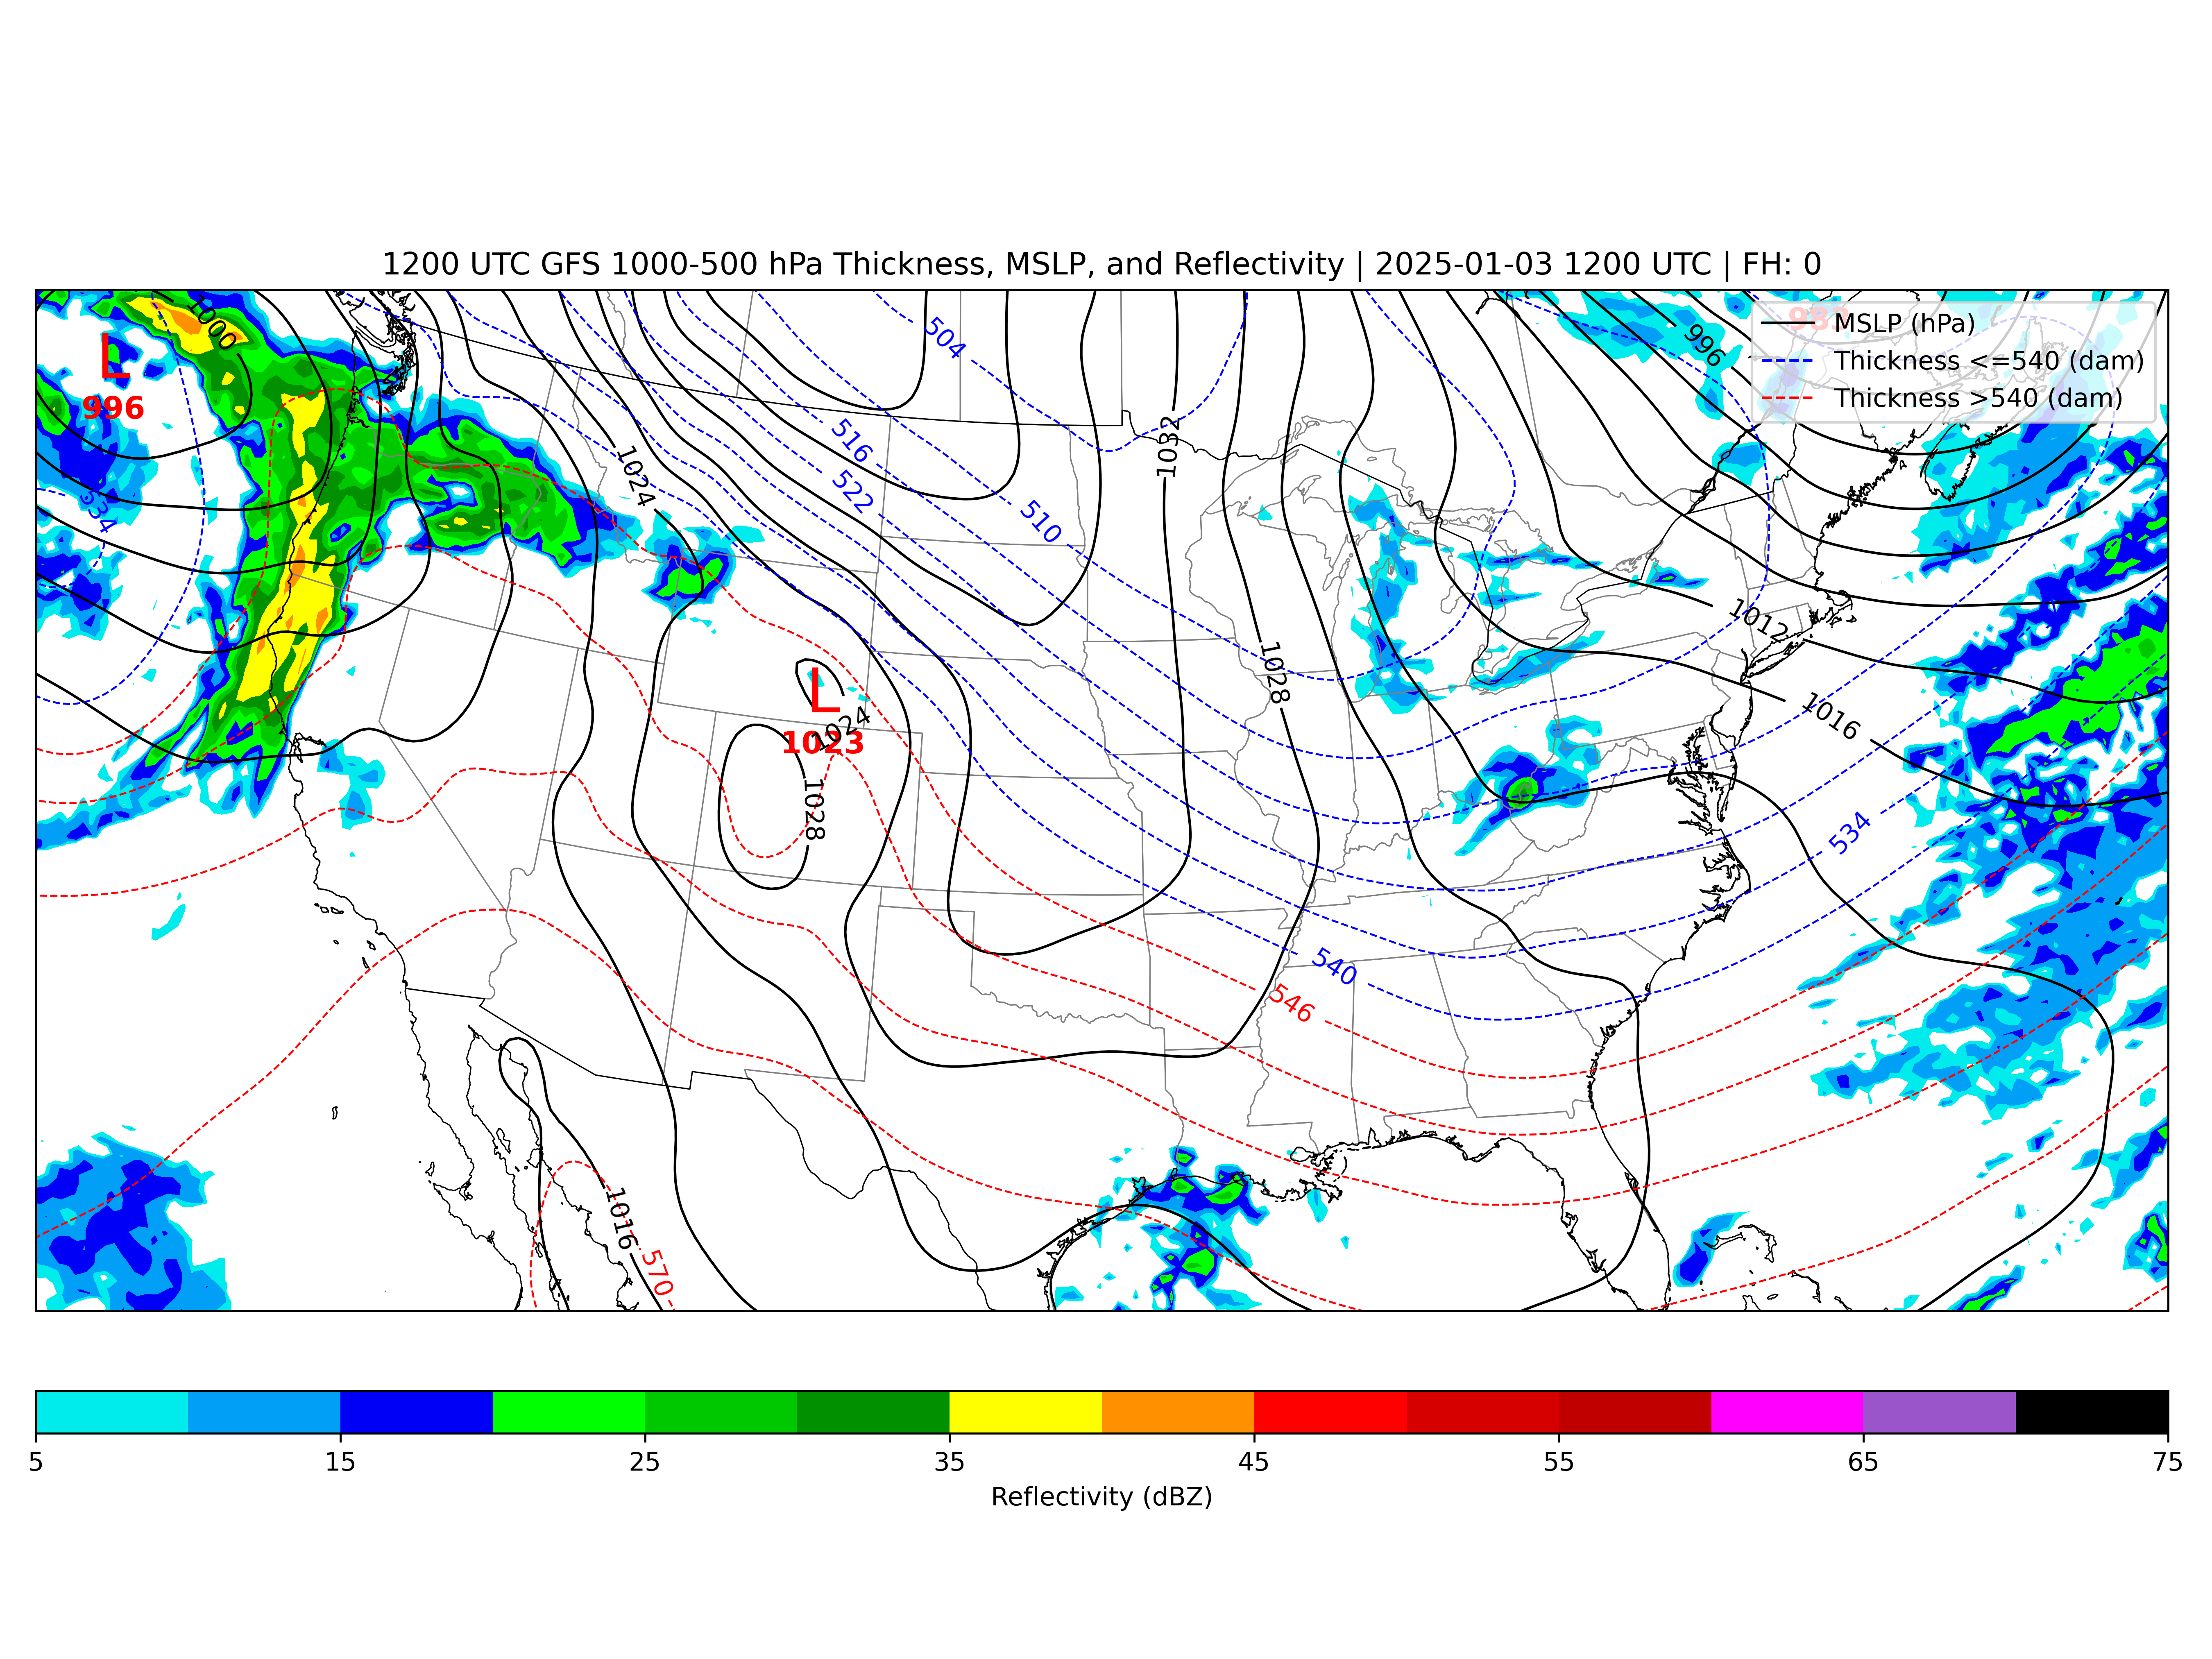 1200 UTC GFS 1000-500 hPa Thickness, MSLP, and Reflectivity | 2025-01-03 1200 UTC | FH: 0
MSLP (hPa)
Thickness <=540 (dam)
Thickness >540 (dam)
1000
L
996
534
504
516
522
510
1024
1032
996
1012
1016
1028
L
1023
1024
1028
534
540
546
1016
570
5 15 25 35 45 55 65 75
Reflectivity (dBZ)